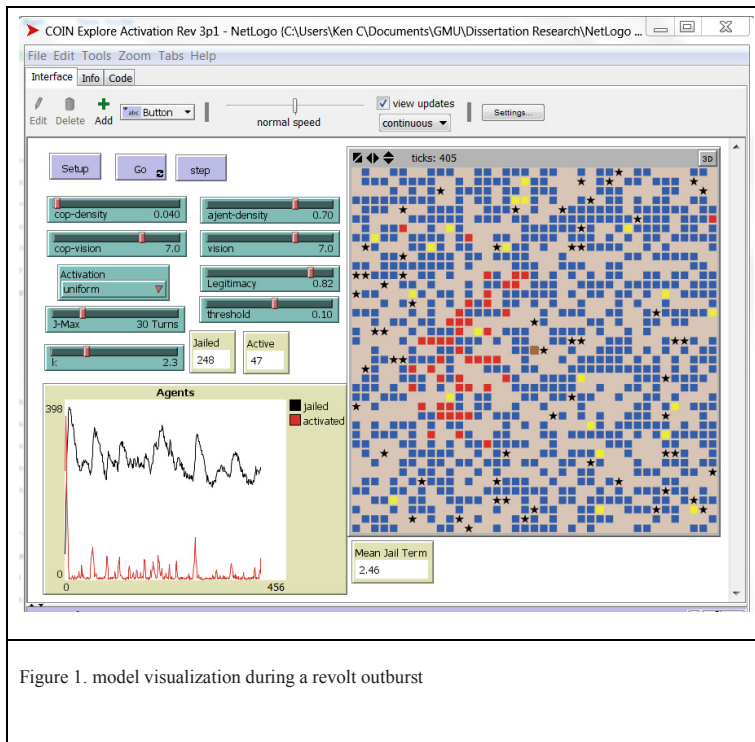 COIN Explore Activation Rev 3p1 - NetLogo {C:\Users\Ken C\Documents\GMU\Dissertation Research\NetLogo ...
File Edit Tools Zoom Tabs Help
Interface Info Code
Edit Delete Add
abc Button
normal speed
view updates
continuous
Settings...
Setup Go step
ticks: 405
3D
cop-density 0.040
ajent-density 0.70
cop-vision 7.0
vision 7.0
Activation
uniform
Legitimacy 0.82
J-Max 30 Turns
threshold 0.10
k 2.3
Jailed
248
Active
47
Agents
398
0
0 456
jailed
activated
Mean Jail Term
2.46
Figure 1. model visualization during a revolt outburst